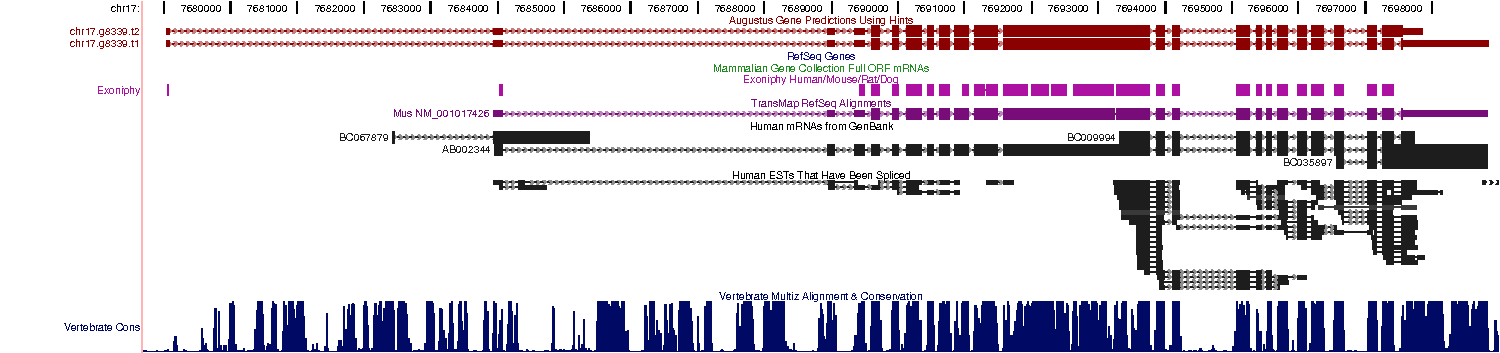 chr17: 7680000 7681000 7682000 7683000 7684000 7685000 7686000 7687000 7688000 7689000 7690000 7691000 7692000 7693000 7694000 7695000 7696000 7697000 7698000
Augustus Gene Predictions Using Hints
chr17.g8339.t2
chr17.g8339.t1
RefSeq Genes
Mammalian Gene Collection Full ORF mRNAs
Exoniphy Human/Mouse/Rat/Dog
Exoniphy
TransMap RefSeq Alignments
Mus NM_001017426
Human mRNAs from GenBank
BC067879 BC009994
AB002344
BC035897
Human ESTs That Have Been Spliced
Vertebrate Multiz Alignment & Conservation
Vertebrate Cons